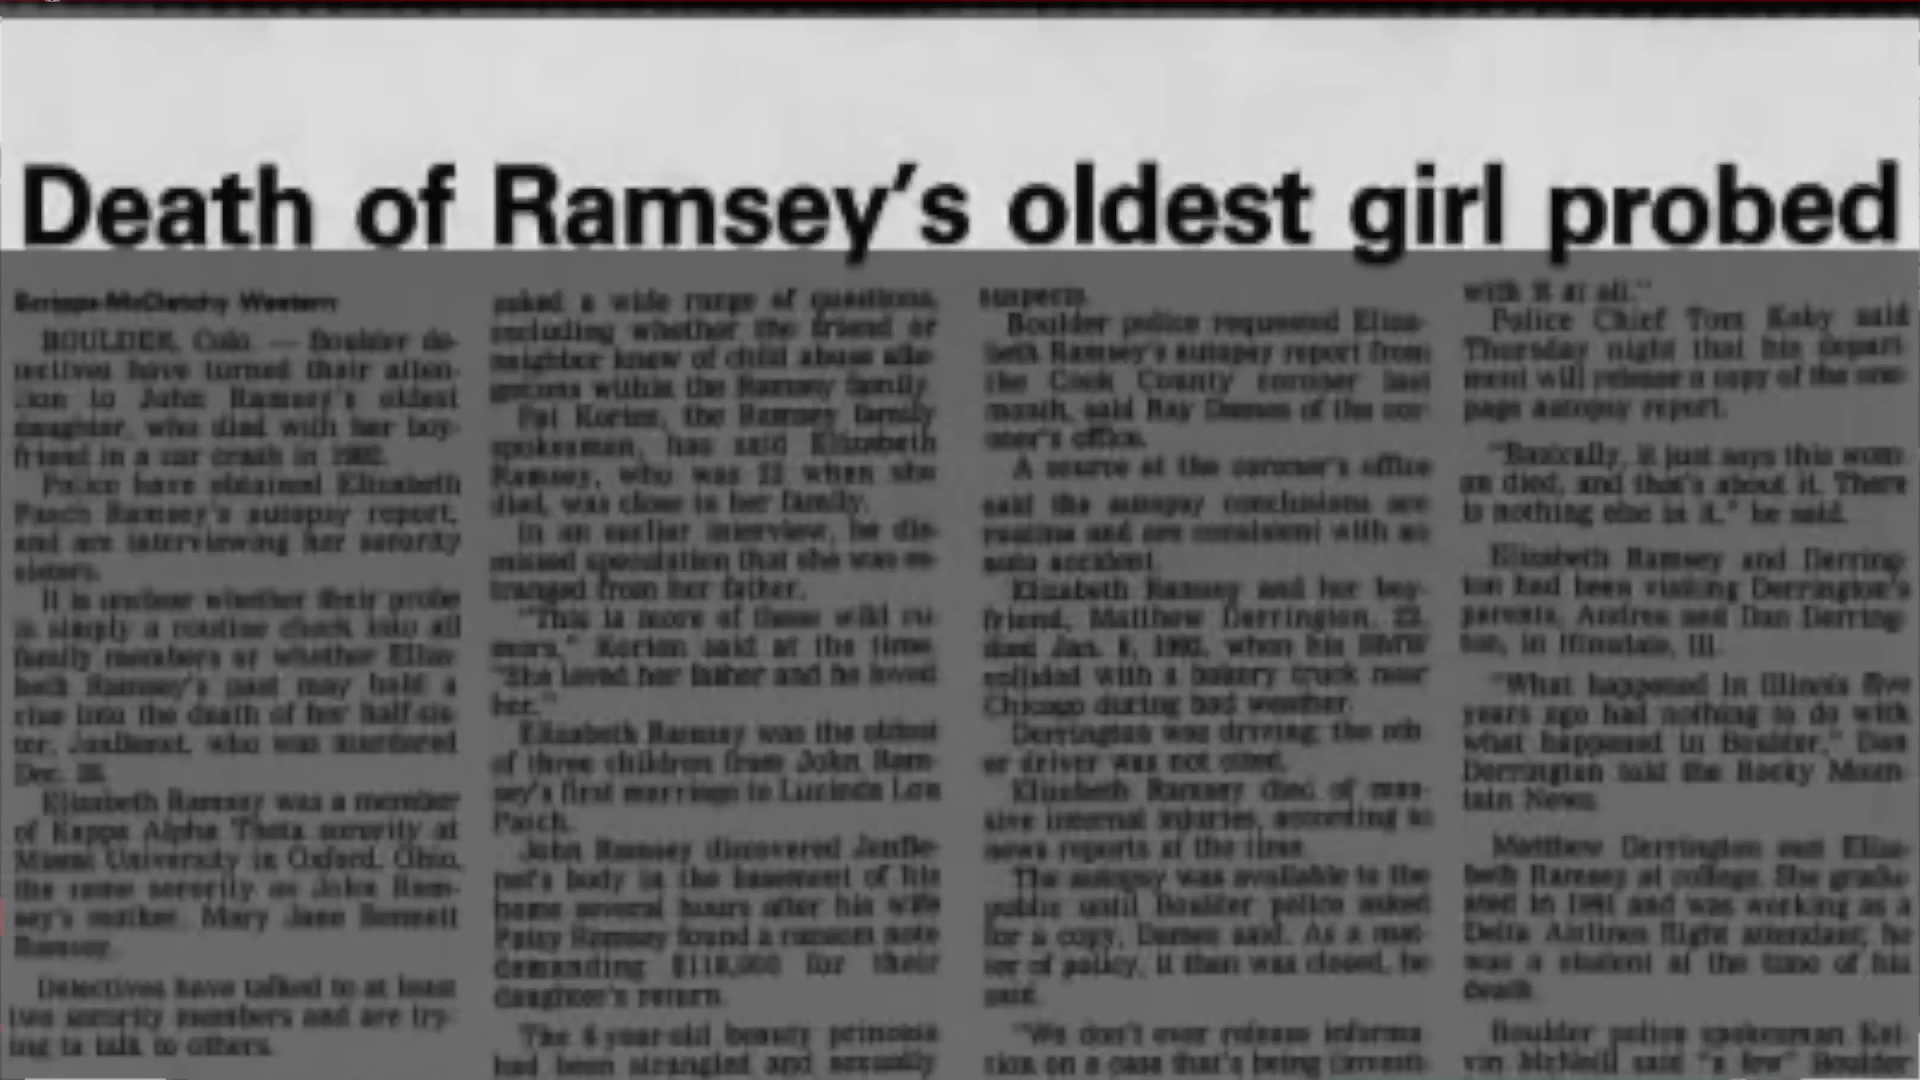 Death of Ramsey's oldest girl probed
Scripps-McClatchy Western
BOULDER, Colo. — Boulder de-
tectives have turned their atten-
tion to John Ramsey's oldest
daughter, who died with her boy-
friend in a car crash in 1992.
Police have obtained Elizabeth
Pasch Ramsey's autopsy report,
and are interviewing her sorority
sisters.
It is unclear whether their probe
is simply a routine check into all
family members or whether Eliza-
beth Ramsey's past may hold a
clue into the death of her half-sis-
ter, JonBenet, who was murdered
Dec. 26.
Elizabeth Ramsey was a member
of Kappa Alpha Theta sorority at
Miami University in Oxford, Ohio,
the same sorority as John Ram-
sey's mother, Mary Jane Bennett
Ramsey.
Detectives have talked to at least
two sorority members and are try-
ing to talk to others.
asked a wide range of questions,
including whether the friend or
neighbor knew of child abuse alle-
gations within the Ramsey family.
Pat Korten, the Ramsey family
spokesman, has said Elizabeth
Ramsey, who was 22 when she
died, was close to her family.
In an earlier interview, he dis-
missed speculation that she was es-
tranged from her father.
"This is more of these wild ru-
mors," Korten said at the time.
"She loved her father and he loved
her."
Elizabeth Ramsey was the oldest
of three children from John Ram-
sey's first marriage to Lucinda Lou
Pasch.
John Ramsey discovered JonBe-
net's body in the basement of his
home several hours after his wife
Patsy Ramsey found a ransom note
demanding $118,000 for their
daughter's return.
The 6-year-old beauty princess
had been strangled and sexually
suspects.
Boulder police requested Eliza-
beth Ramsey's autopsy report from
the Cook County coroner last
month, said Ray Dames of the cor-
oner's office.
A source at the coroner's office
said the autopsy conclusions are
routine and are consistent with an
auto accident.
Elizabeth Ramsey and her boy-
friend, Matthew Derrington, 23,
died Jan. 8, 1992, when his BMW
collided with a bakery truck near
Chicago during bad weather.
Derrington was driving; the oth-
er driver was not cited.
Elizabeth Ramsey died of mas-
sive internal injuries, according to
news reports at the time.
The autopsy was available to the
public until Boulder police asked
for a copy, Dames said. As a mat-
ter of policy, it then was closed, he
said.
"We don't ever release informa-
tion on a case that's being (investi-
with it at all."
Police Chief Tom Koby said
Thursday night that his depart-
ment will release a copy of the one-
page autopsy report.
"Basically, it just says this wom-
an died, and that's about it. There
is nothing else in it," he said.
Elizabeth Ramsey and Derring-
ton had been visiting Derrington's
parents, Andrea and Dan Derring-
ton, in Hinsdale, Ill.
"What happened in Illinois five
years ago had nothing to do with
what happened in Boulder," Dan
Derrington told the Rocky Moun-
tain News.
Matthew Derrington met Eliza-
beth Ramsey at college. She gradu-
ated in 1991 and was working as a
Delta Airlines flight attendant; he
was a student at the time of his
death.
Boulder police spokesman Kel-
vin McNeill said "a few" Boulder